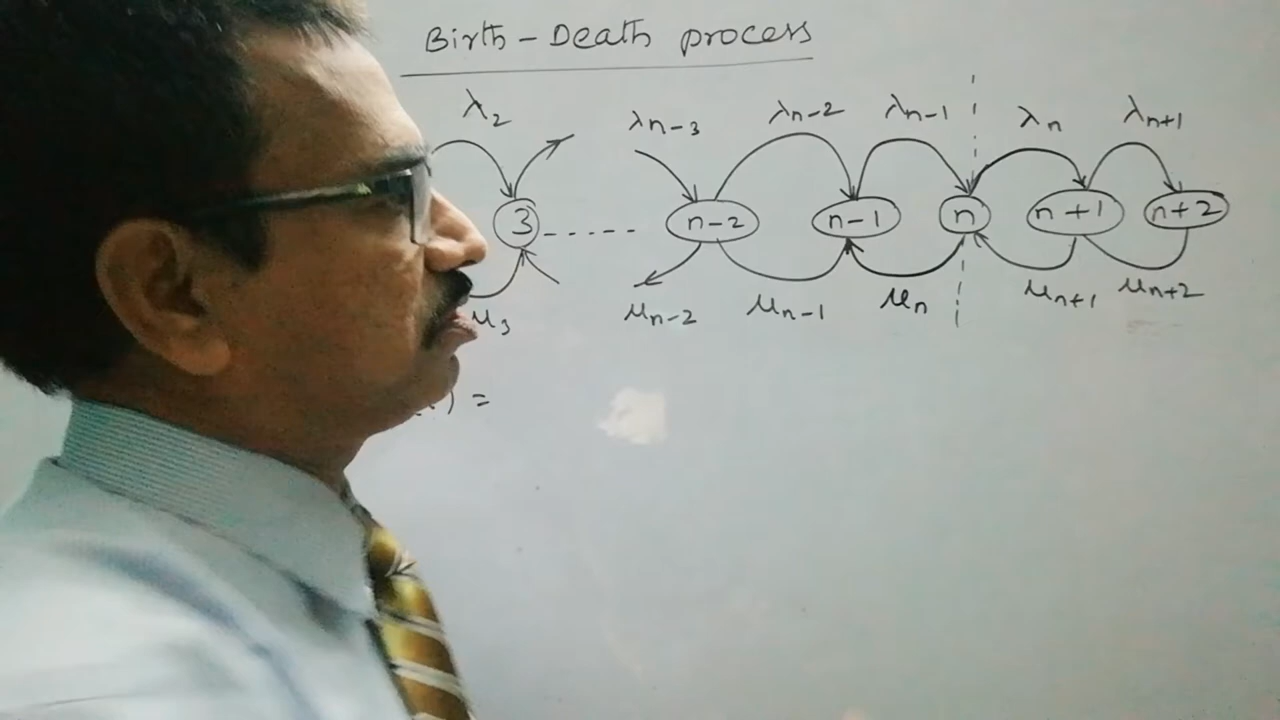 Birth - Death process
λ2 λn-3 λn-2 λn-1 λn λn+1
3 ----- n-2 n-1 n n+1 n+2
μ3 μn-2 μn-1 μn μn+1 μn+2
) =